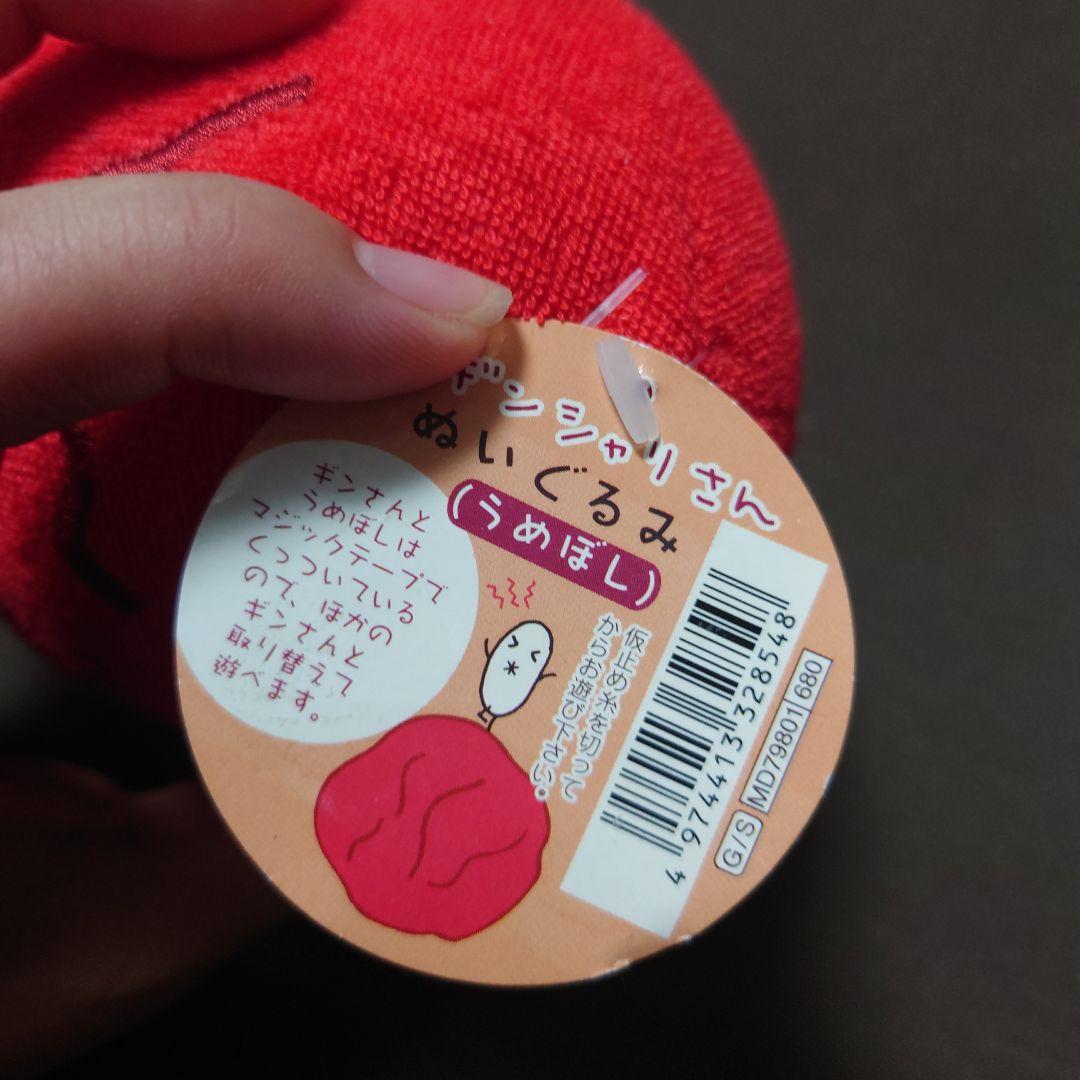 ギンシャリさん
ぬいぐるみ
(うめぼし)
ギンさんと
うめぼしは
マジックテープで
くっついている
ので、ほかの
ギンさんと
取り替えて
遊べます。
仮止め糸を切って
からお遊び下さい。
4 974413 328548
G/S MD79801 680